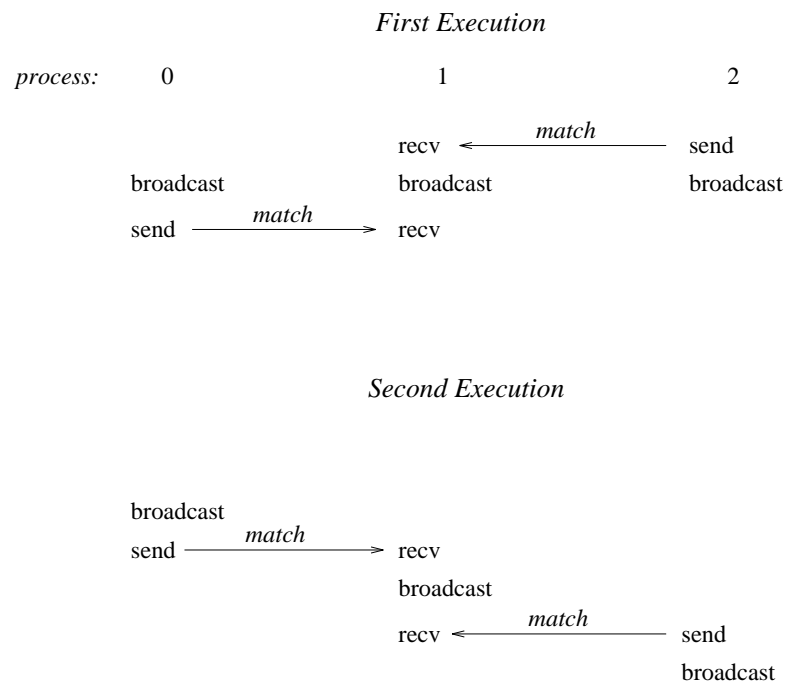 First Execution
process: 0 1 2
match
recv send
broadcast broadcast broadcast
match
send recv
Second Execution
broadcast
match
send recv
broadcast
match
recv send
broadcast